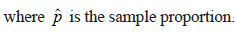 where p̂ is the sample proportion.